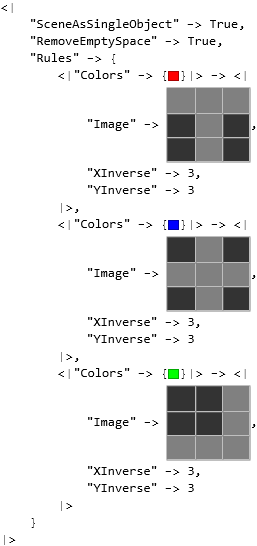 <|
"SceneAsSingleObject" -> True,
"RemoveEmptySpace" -> True,
"Rules" -> {
<|"Colors" -> {}|> -> <|
"Image" -> ,
"XInverse" -> 3,
"YInverse" -> 3
|>,
<|"Colors" -> {}|> -> <|
"Image" -> ,
"XInverse" -> 3,
"YInverse" -> 3
|>,
<|"Colors" -> {}|> -> <|
"Image" -> ,
"XInverse" -> 3,
"YInverse" -> 3
|>
}
|>